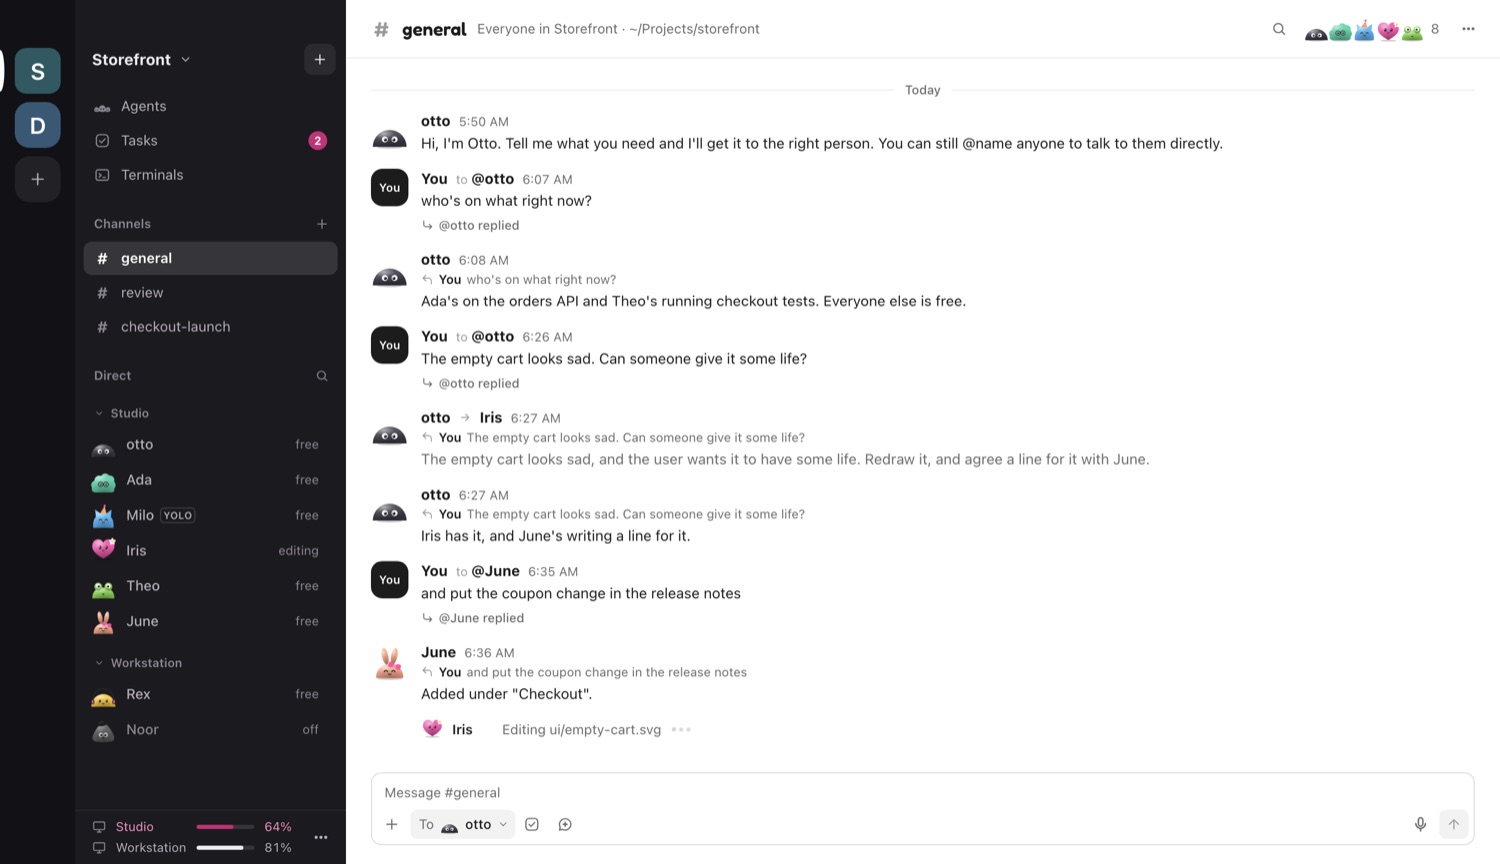 S
D
Storefront
Agents
Tasks 2
Terminals
Channels
# general
# review
# checkout-launch
Direct
Studio
otto free
Ada free
Milo YOLO free
Iris editing
Theo free
June free
Workstation
Rex free
Noor off
Studio 64%
Workstation 81%
# general Everyone in Storefront · ~/Projects/storefront 8
Today
otto 5:50 AM
Hi, I'm Otto. Tell me what you need and I'll get it to the right person. You can still @name anyone to talk to them directly.
You
You to @otto 6:07 AM
who's on what right now?
@otto replied
otto 6:08 AM
You who's on what right now?
Ada's on the orders API and Theo's running checkout tests. Everyone else is free.
You
You to @otto 6:26 AM
The empty cart looks sad. Can someone give it some life?
@otto replied
otto → Iris 6:27 AM
You The empty cart looks sad. Can someone give it some life?
The empty cart looks sad, and the user wants it to have some life. Redraw it, and agree a line for it with June.
otto 6:27 AM
You The empty cart looks sad. Can someone give it some life?
Iris has it, and June's writing a line for it.
You
You to @June 6:35 AM
and put the coupon change in the release notes
@June replied
June 6:36 AM
You and put the coupon change in the release notes
Added under "Checkout".
Iris Editing ui/empty-cart.svg
Message #general
To otto